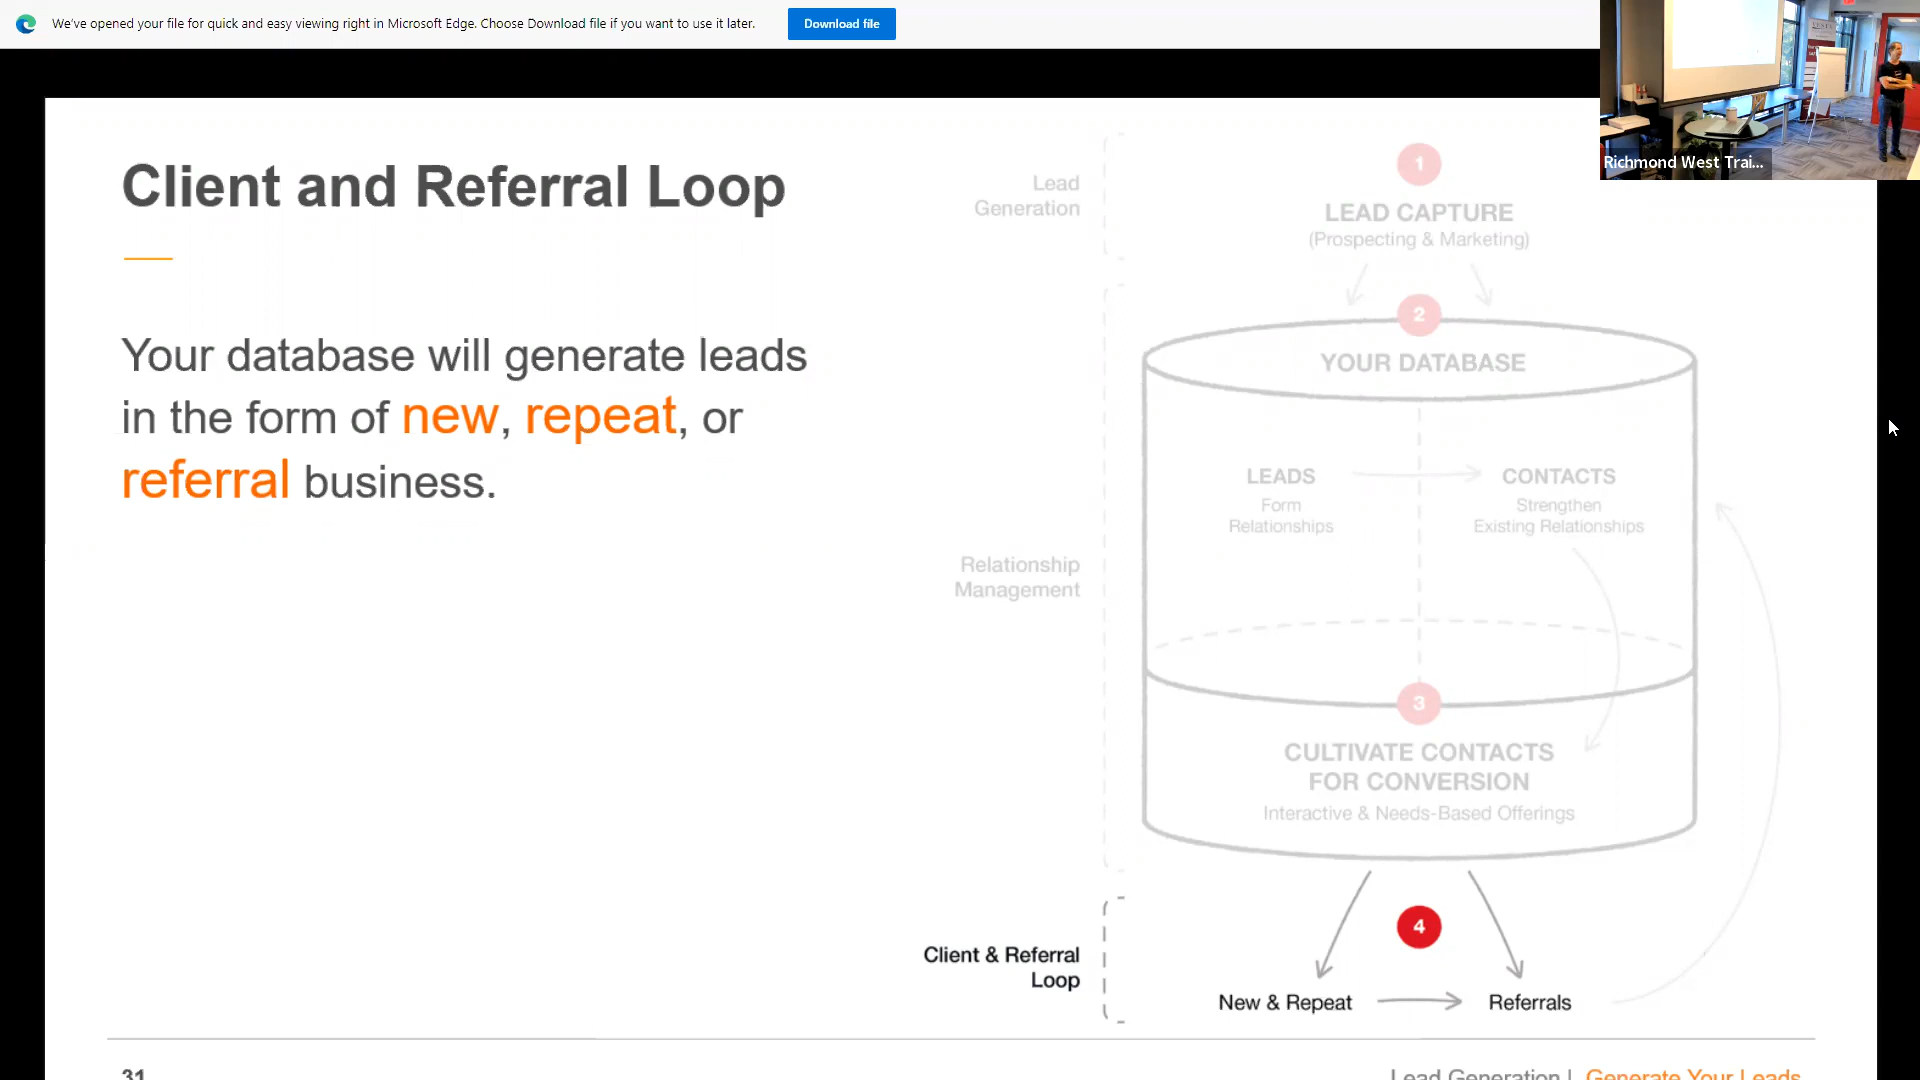 We've opened your file for quick and easy viewing right in Microsoft Edge. Choose Download file if you want to use it later.
Download file
Richmond West Trai...
Client and Referral Loop
Your database will generate leads
in the form of new, repeat, or
referral business.
Lead
Generation
1
LEAD CAPTURE
(Prospecting & Marketing)
2
YOUR DATABASE
LEADS
Form
Relationships
CONTACTS
Strengthen
Existing Relationships
Relationship
Management
3
CULTIVATE CONTACTS
FOR CONVERSION
Interactive & Needs-Based Offerings
Client & Referral
Loop
4
New & Repeat
Referrals
31
Lead Generation | Generate Your Leads